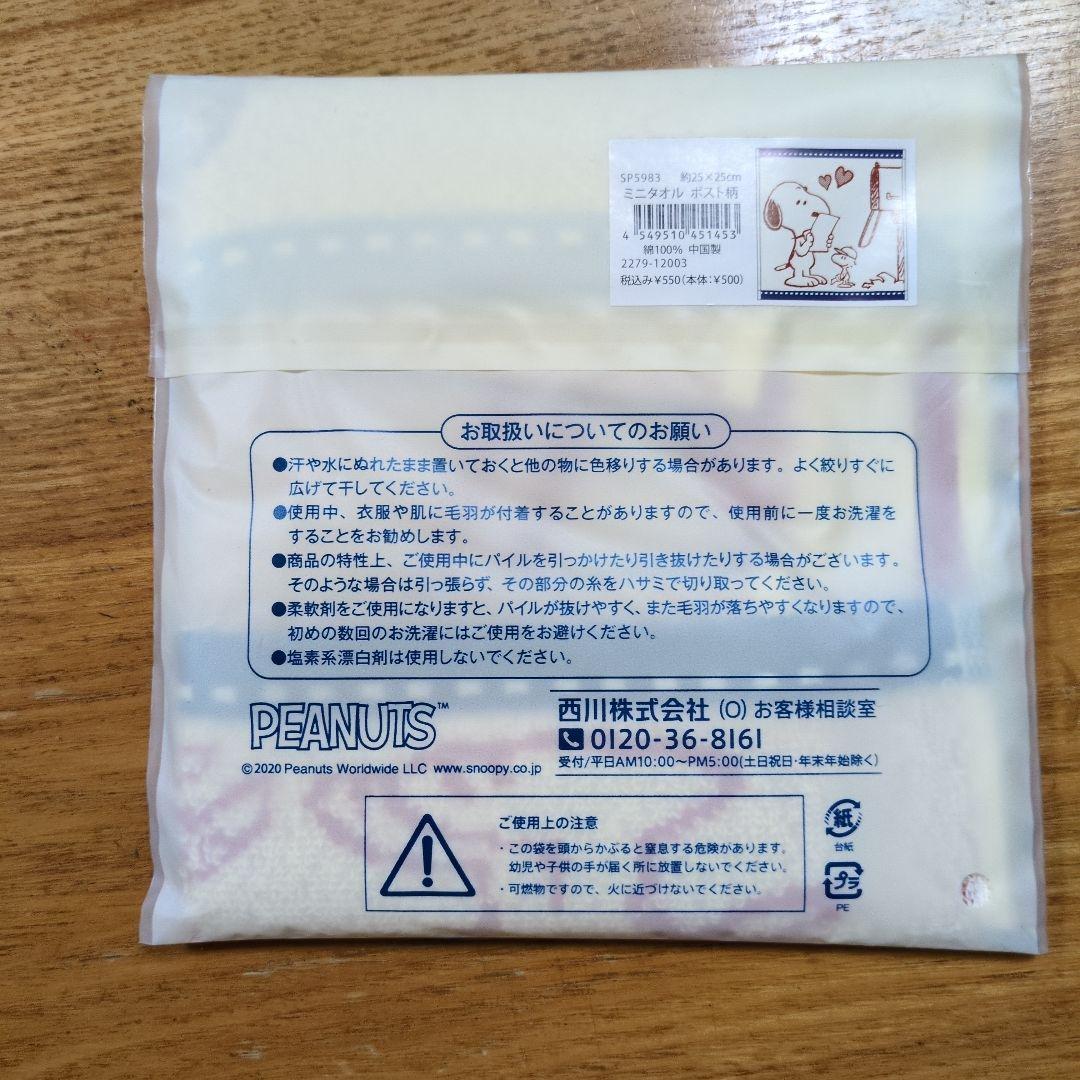 SP5983 約25×25cm
ミニタオル ポスト柄
4 549510 451453
綿100% 中国製
2279-12003
税込み¥550(本体:¥500)
お取扱いについてのお願い
●汗や水にぬれたまま置いておくと他の物に色移りする場合があります。よく絞りすぐに
広げて干してください。
●使用中、衣服や肌に毛羽が付着することがありますので、使用前に一度お洗濯を
することをお勧めします。
●商品の特性上、ご使用中にパイルを引っかけたり引き抜けたりする場合がございます。
そのような場合は引っ張らず、その部分の糸をハサミで切り取ってください。
●柔軟剤をご使用になりますと、パイルが抜けやすく、また毛羽が落ちやすくなりますので、
初めの数回のお洗濯にはご使用をお避けください。
●塩素系漂白剤は使用しないでください。
PEANUTS™
©2020 Peanuts Worldwide LLC www.snoopy.co.jp
西川株式会社 (O) お客様相談室
0120-36-8161
受付/平日AM10:00～PM5:00(土日祝日・年末年始除く)
ご使用上の注意
・この袋を頭からかぶると窒息する危険があります。
幼児や子供の手が届く所に放置しないでください。
・可燃物ですので、火に近づけないでください。
紙
台紙
プラ
PE